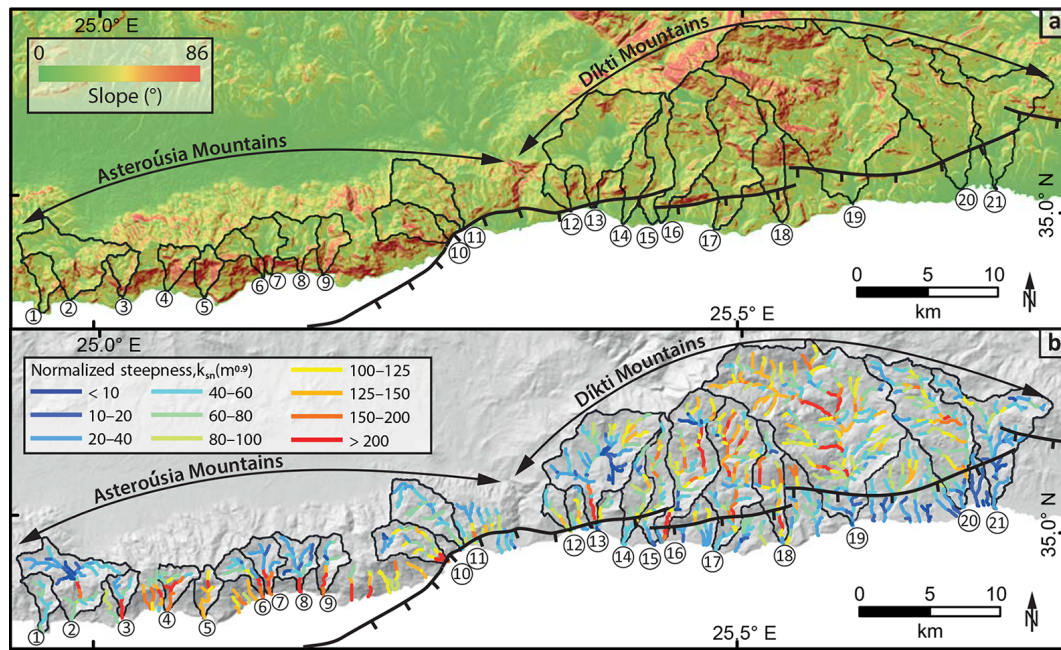 25.0° E
a
0 86
Slope (°)
Díkti Mountains
Asteroúsia Mountains
35.0° N
1
2
3
4
5
6
7
8
9
10
11
12
13
14
15
16
17
18
19
20
21
0 5 10
km
N
25.5° E
25.0° E
b
Normalized steepness,ksn(m0.9)
< 10
10–20
20–40
40–60
60–80
80–100
100–125
125–150
150–200
> 200
Díkti Mountains
Asteroúsia Mountains
35.0° N
1
2
3
4
5
6
7
8
9
10
11
12
13
14
15
16
17
18
19
20
21
0 5 10
km
N
25.5° E